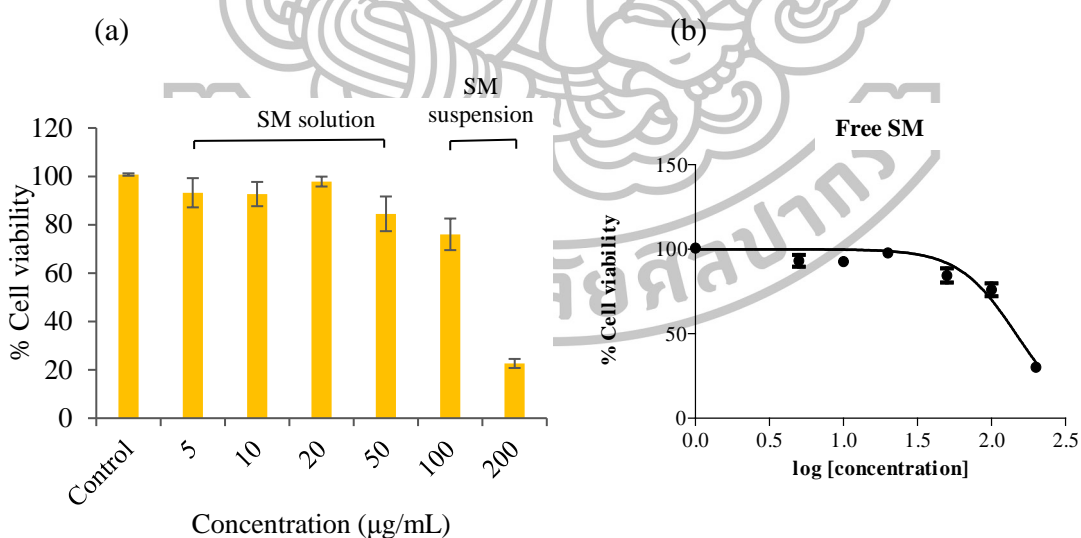 (a)
SM solution
SM
suspension
120
100
80
60
40
20
0
% Cell viability
Control
5
10
20
50
100
200
Concentration (µg/mL)
(b)
Free SM
150
100
50
0
% Cell viability
0.0
0.5
1.0
1.5
2.0
2.5
log [concentration]